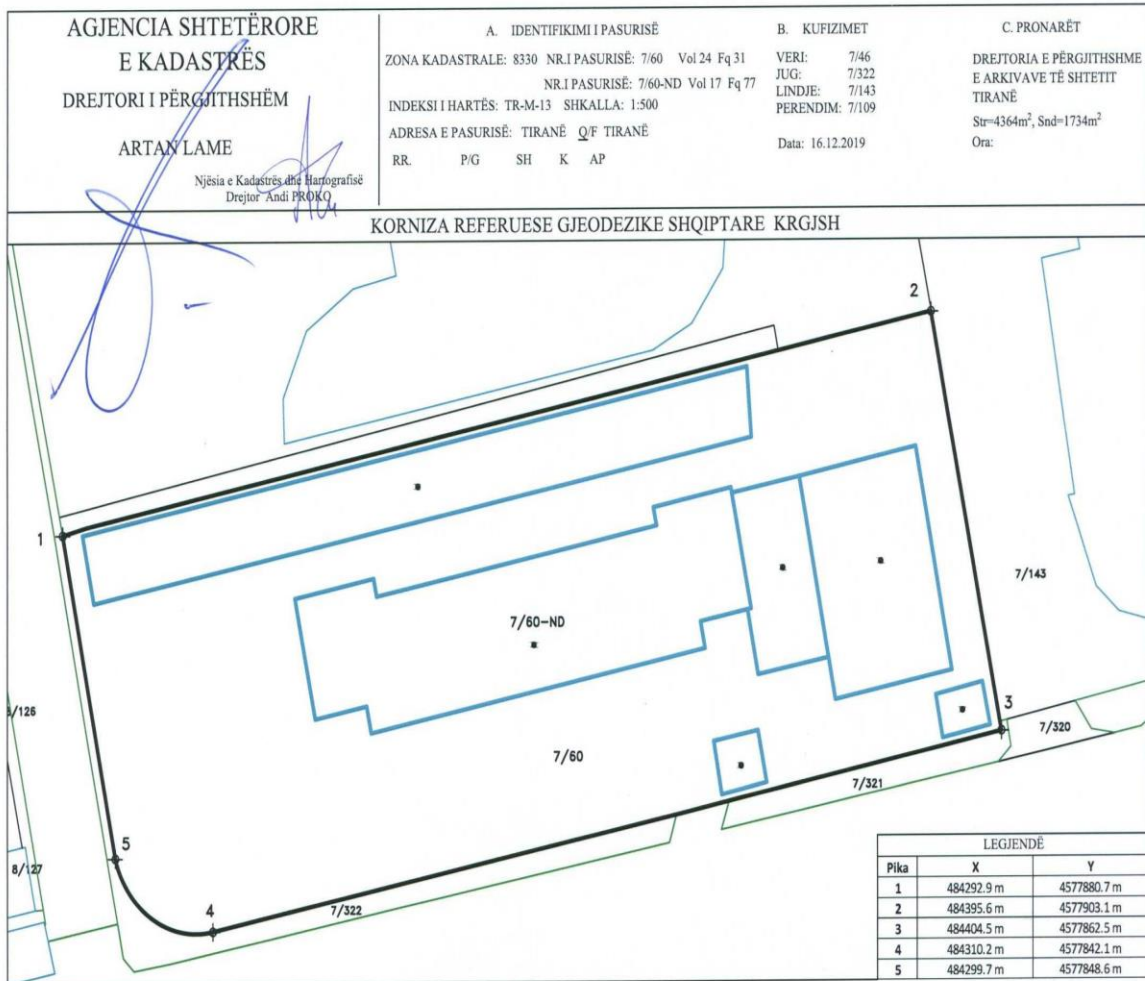 AGJENCIA SHTETËRORE
E KADASTRËS
DREJTORI I PËRGJITHSHËM
ARTAN LAME
Njësia e Kadastrës dhe Hartografisë
Drejtor Andi PROKO
A. IDENTIFIKIMI I PASURISË
ZONA KADASTRALE: 8330 NR.I PASURISË: 7/60 Vol 24 Fq 31
NR.I PASURISË: 7/60-ND Vol 17 Fq 77
INDEKSI I HARTËS: TR-M-13 SHKALLA: 1:500
ADRESA E PASURISË: TIRANË Q/F TIRANË
RR. P/G SH K AP
B. KUFIZIMET
VERI: 7/46
JUG: 7/322
LINDJE: 7/143
PERENDIM: 7/109
Data: 16.12.2019
C. PRONARËT
DREJTORIA E PËRGJITHSHME
E ARKIVAVE TË SHTETIT
TIRANË
Str=4364m², Snd=1734m²
Ora:
KORNIZA REFERUESE GJEODEZIKE SHQIPTARE KRGJSH
2
1
7/143
7/60-ND
3
7/320
/126
7/60
7/321
5
8/127
4
7/322
LEGJENDË
Pika X Y
1 484292.9 m 4577880.7 m
2 484395.6 m 4577903.1 m
3 484404.5 m 4577862.5 m
4 484310.2 m 4577842.1 m
5 484299.7 m 4577848.6 m